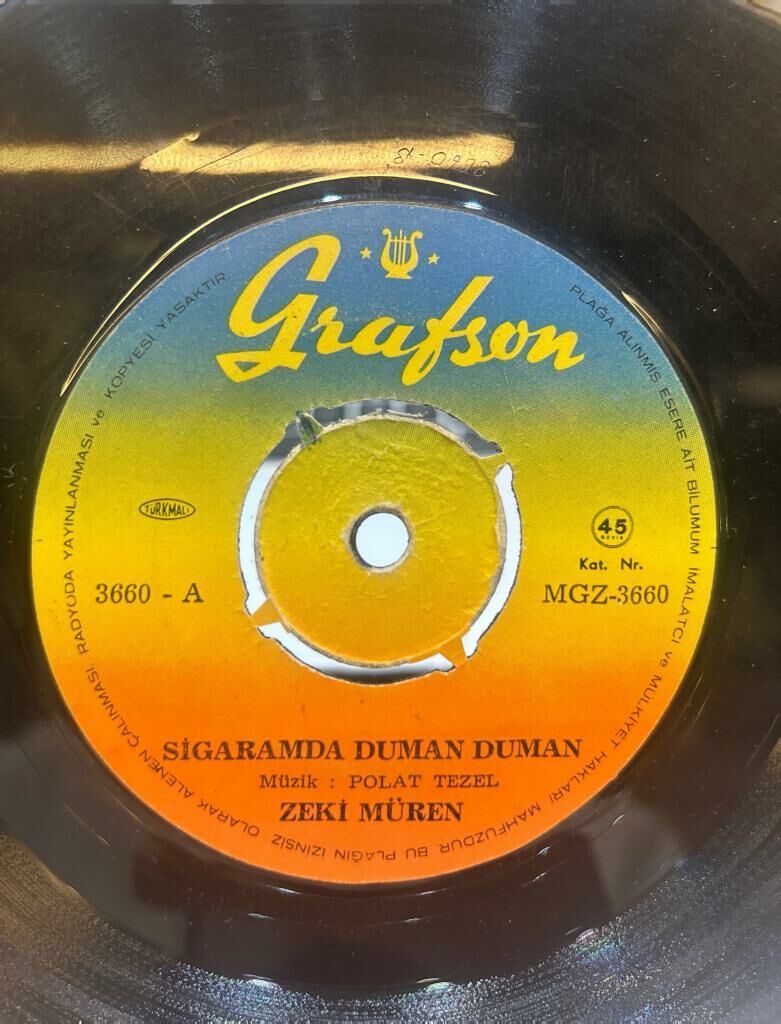 Grafson
PLAĞA ALINMIŞ ESERE AİT BİLUMUM İMALATCI ve MÜLKİYET HAKLARI MAHFUZDUR. BU PLAĞIN İZİNSİZ OLARAK ALENEN ÇALINMASI, RADYODA YAYINLANMASI ve KOPYESİ YASAKTIR.
TÜRKMALI
45
DEVİR
Kat. Nr.
3660 - A
MGZ-3660
SİGARAMDA DUMAN DUMAN
Müzik : POLAT TEZEL
ZEKİ MÜREN